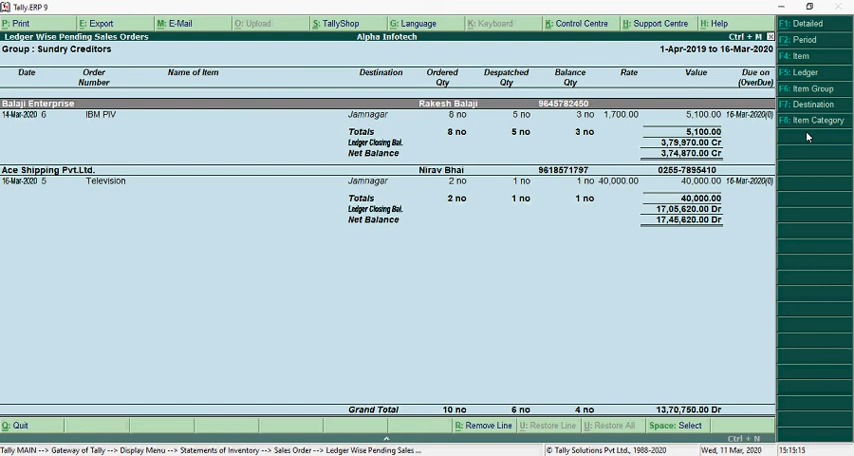 Tally.ERP 9
P: Print E: Export M: E-Mail O: Upload S: TallyShop G: Language K: Keyboard K: Control Centre H: Support Centre H: Help
Ledger Wise Pending Sales Orders Alpha Infotech Ctrl + M
Group : Sundry Creditors 1-Apr-2019 to 16-Mar-2020
Date Order Name of Item Destination Ordered Despatched Balance Rate Value Due on
Number Qty Qty Qty (OverDue)
Balaji Enterprise Rakesh Balaji 9645782450
14-Mar-2020 6 IBM PIV Jamnagar 8 no 5 no 3 no 1,700.00 5,100.00 16-Mar-2020(0)
Totals 8 no 5 no 3 no 5,100.00
Ledger Closing Bal. 3,79,970.00 Cr
Net Balance 3,74,870.00 Cr
Ace Shipping Pvt.Ltd. Nirav Bhai 9618571797 0255-7895410
16-Mar-2020 5 Television Jamnagar 2 no 1 no 1 no 40,000.00 40,000.00 16-Mar-2020(0)
Totals 2 no 1 no 1 no 40,000.00
Ledger Closing Bal. 17,05,620.00 Dr
Net Balance 17,45,620.00 Dr
Grand Total 10 no 6 no 4 no 13,70,750.00 Dr
Q: Quit R: Remove Line U: Restore Line U: Restore All Space: Select
Ctrl + N
Tally MAIN --> Gateway of Tally --> Display Menu --> Statements of Inventory --> Sales Order --> Ledger Wise Pending Sales ... © Tally Solutions Pvt Ltd., 1988-2020 Wed, 11 Mar, 2020 15:15:15
F1: Detailed
F2: Period
F4: Item
F5: Ledger
F6: Item Group
F7: Destination
F8: Item Category